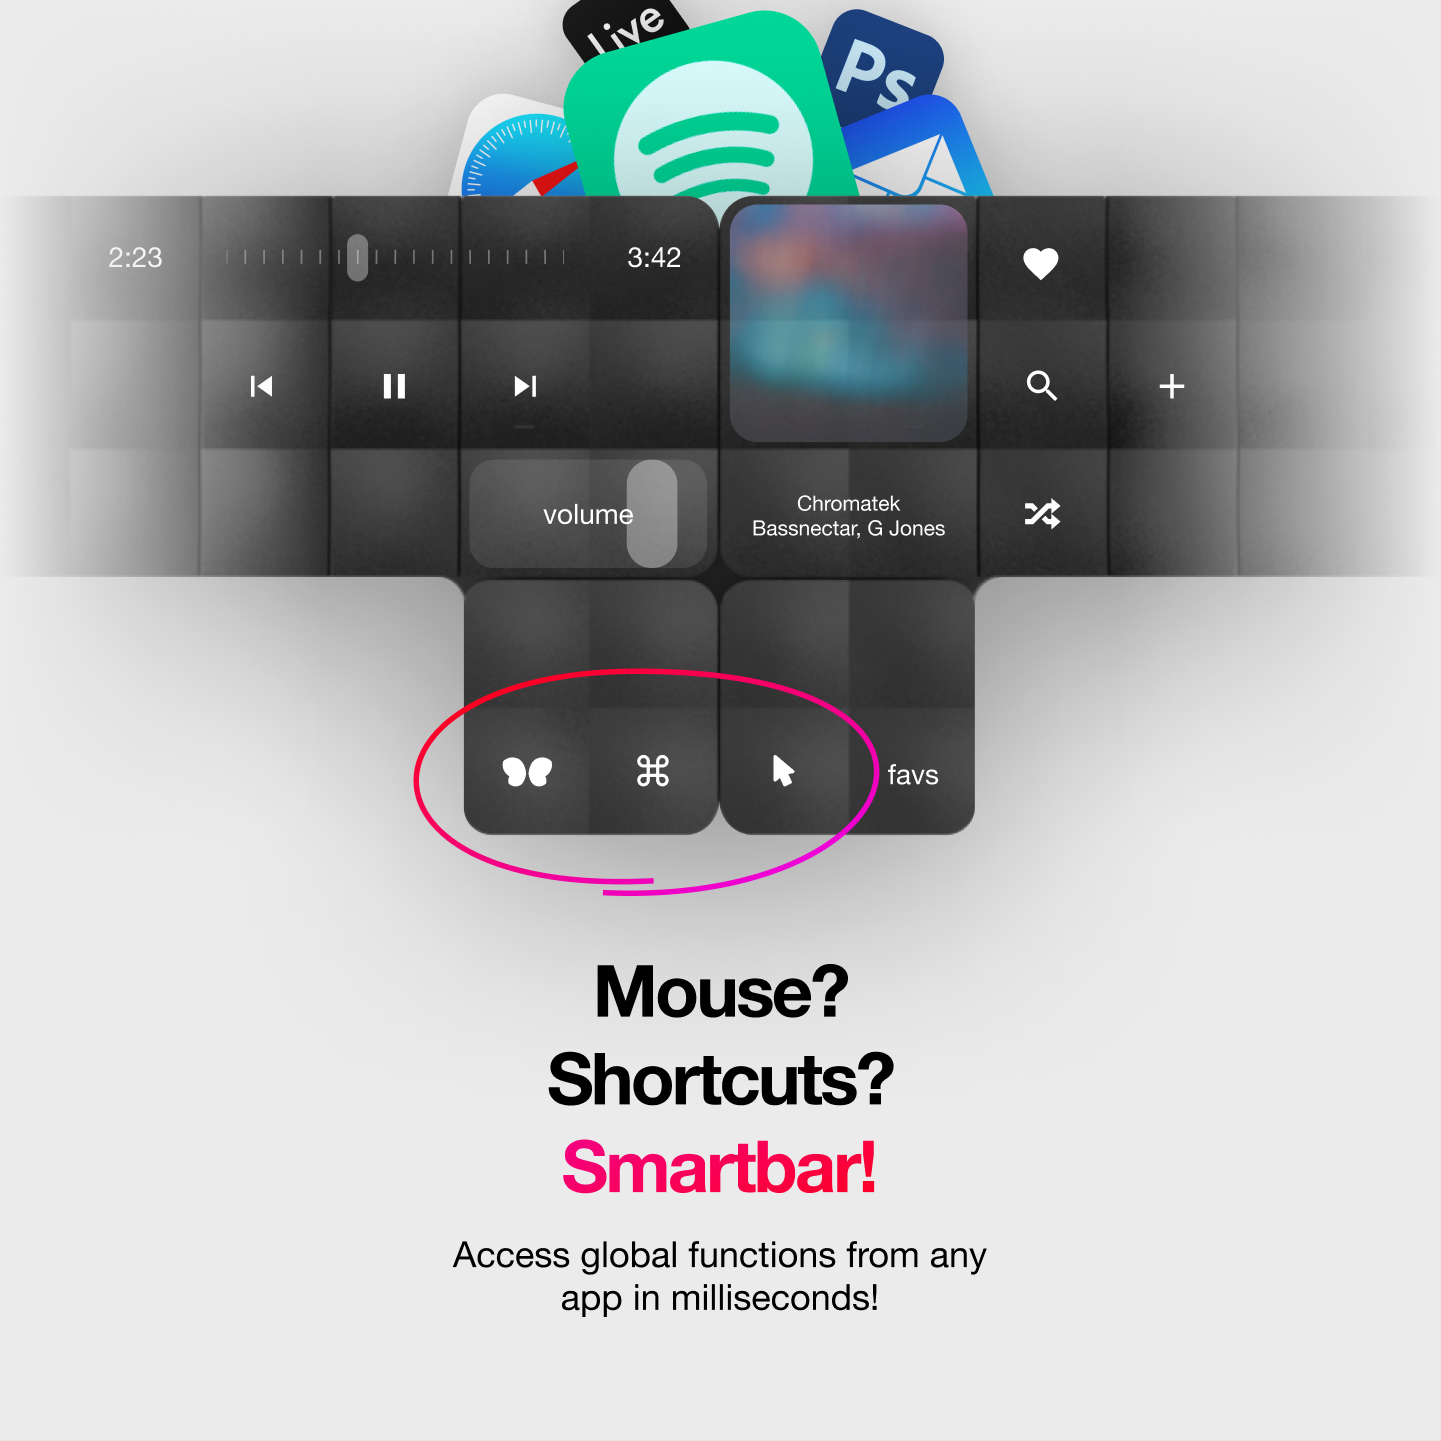 Live
Ps
2:23
3:42
volume
Chromatek
Bassnectar, G Jones
favs
Mouse?
Shortcuts?
Smartbar!
Access global functions from any
app in milliseconds!